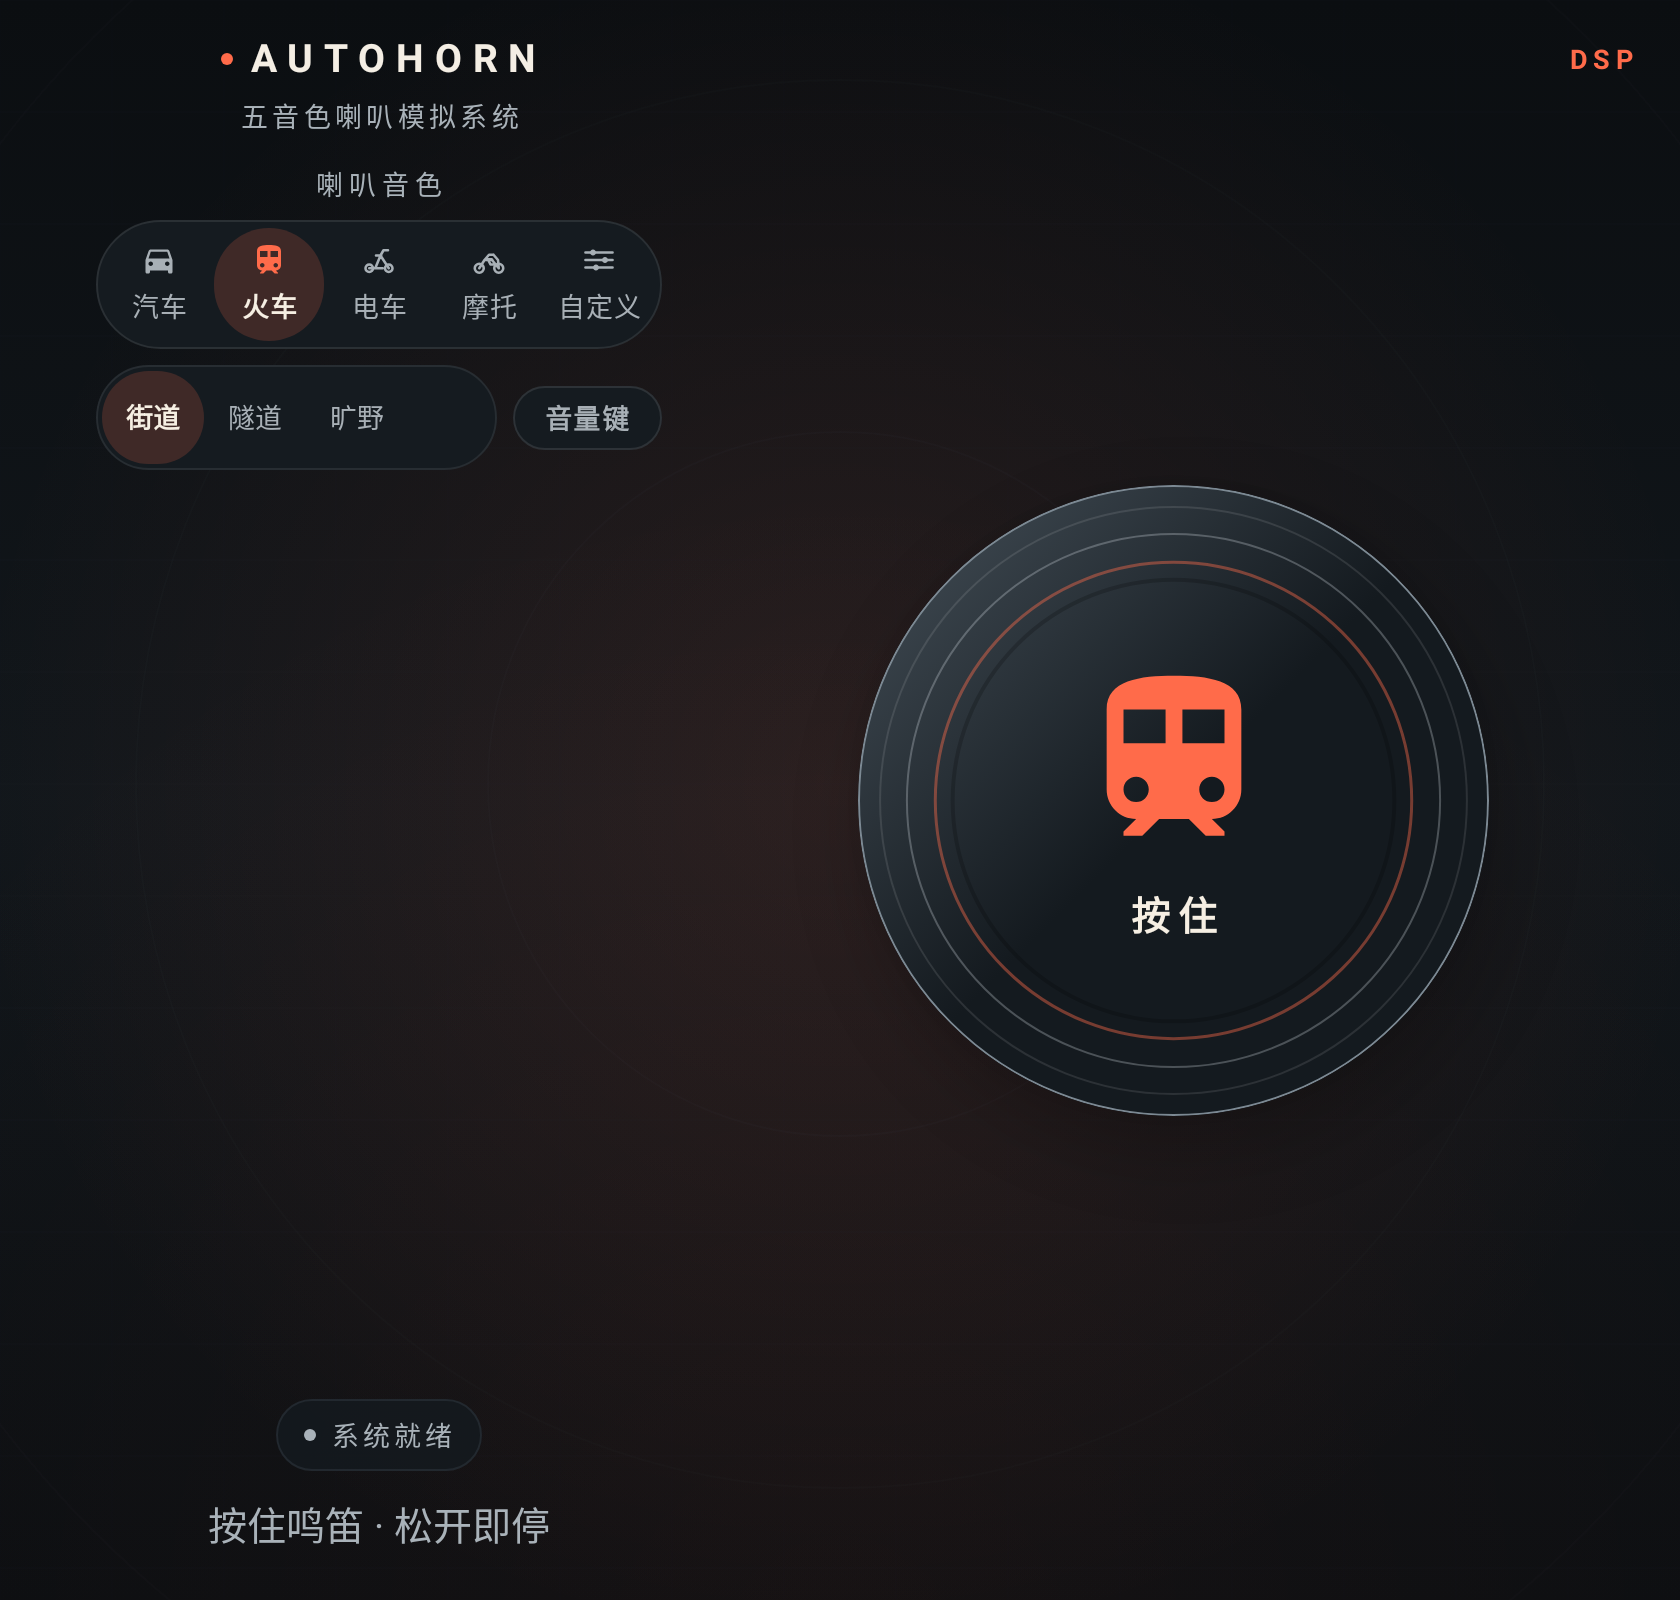 AUTOHORN
DSP
五音色喇叭模拟系统
喇叭音色
汽车 火车 电车 摩托 自定义
街道 隧道 旷野 音量键
按住
系统就绪
按住鸣笛 · 松开即停